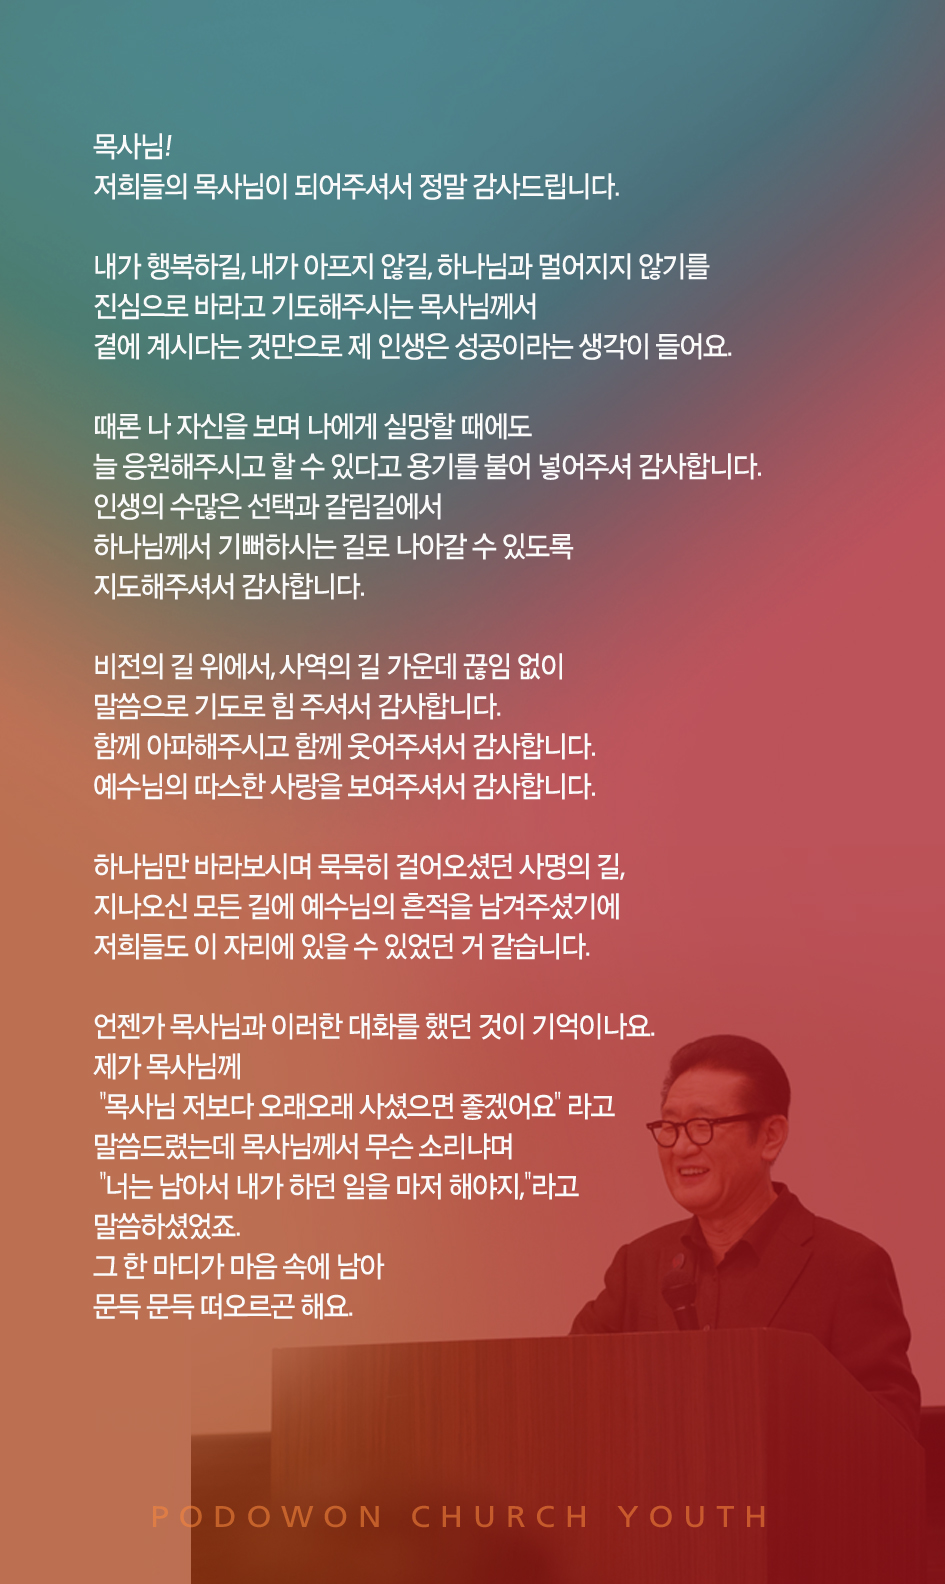 목사님!
저희들의 목사님이 되어주셔서 정말 감사드립니다.
내가 행복하길, 내가 아프지 않길, 하나님과 멀어지지 않기를
진심으로 바라고 기도해주시는 목사님께서
곁에 계시다는 것만으로 제 인생은 성공이라는 생각이 들어요.
때론 나 자신을 보며 나에게 실망할 때에도
늘 응원해주시고 할 수 있다고 용기를 불어 넣어주셔 감사합니다.
인생의 수많은 선택과 갈림길에서
하나님께서 기뻐하시는 길로 나아갈 수 있도록
지도해주셔서 감사합니다.
비전의 길 위에서, 사역의 길 가운데 끊임 없이
말씀으로 기도로 힘 주셔서 감사합니다.
함께 아파해주시고 함께 웃어주셔서 감사합니다.
예수님의 따스한 사랑을 보여주셔서 감사합니다.
하나님만 바라보시며 묵묵히 걸어오셨던 사명의 길,
지나오신 모든 길에 예수님의 흔적을 남겨주셨기에
저희들도 이 자리에 있을 수 있었던 거 같습니다.
언젠가 목사님과 이러한 대화를 했던 것이 기억이나요.
제가 목사님께
"목사님 저보다 오래오래 사셨으면 좋겠어요" 라고
말씀드렸는데 목사님께서 무슨 소리냐며
"너는 남아서 내가 하던 일을 마저 해야지,"라고
말씀하셨었죠.
그 한 마디가 마음 속에 남아
문득 문득 떠오르곤 해요.
PODOWON CHURCH YOUTH